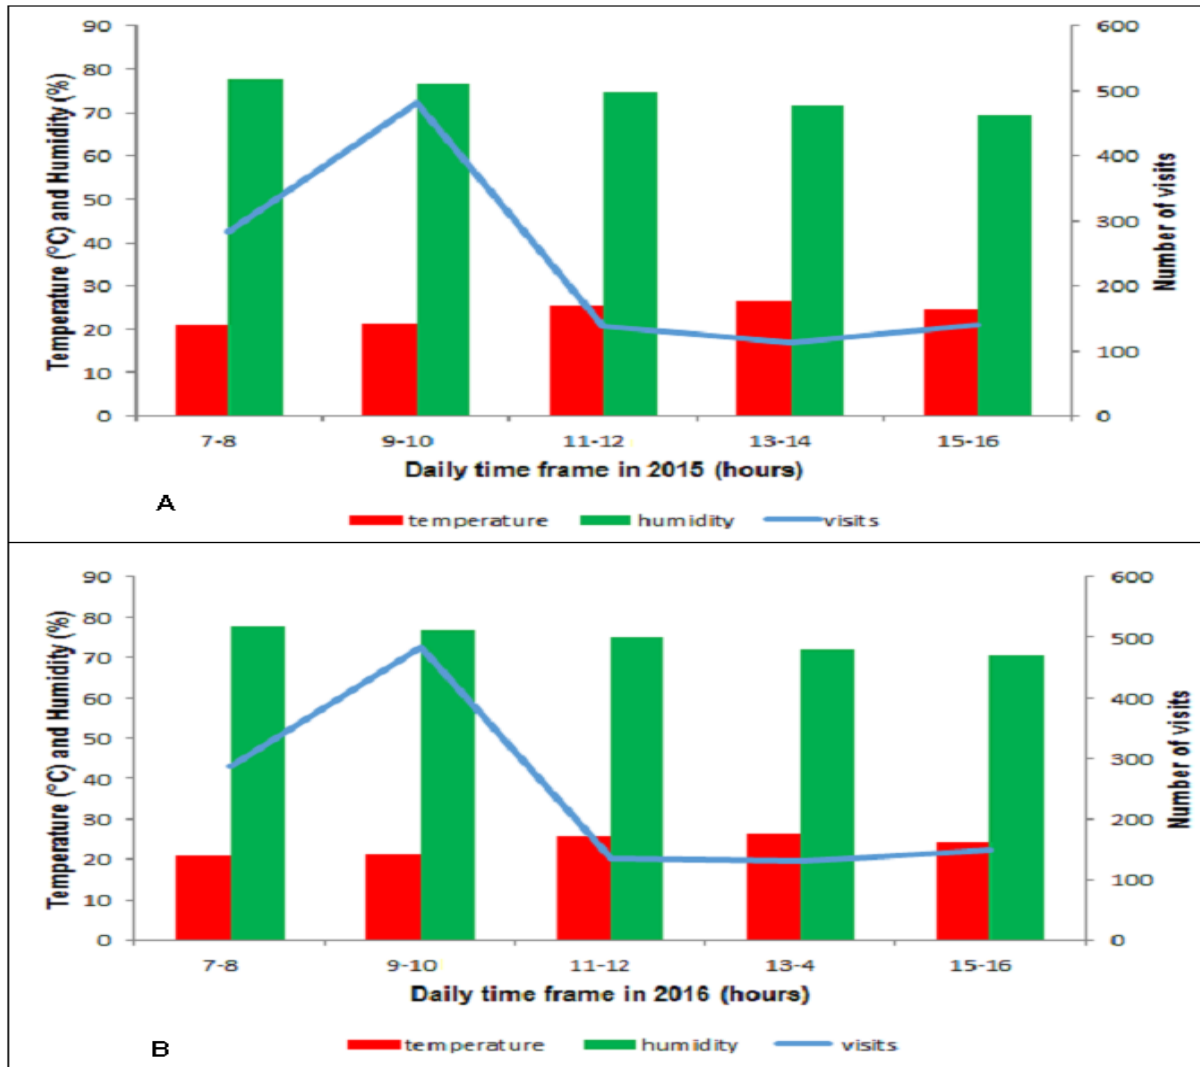 90
80
70
60
50
40
30
20
10
0
Temperature (°C) and Humidity (%)
600
500
400
300
200
100
0
Number of visits
7-8 9-10 11-12 13-14 15-16
Daily time frame in 2015 (hours)
A
temperature humidity visits
90
80
70
60
50
40
30
20
10
0
Temperature (°C) and Humidity (%)
600
500
400
300
200
100
0
Number of visits
7-8 9-10 11-12 13-4 15-16
Daily time frame in 2016 (hours)
B
temperature humidity visits